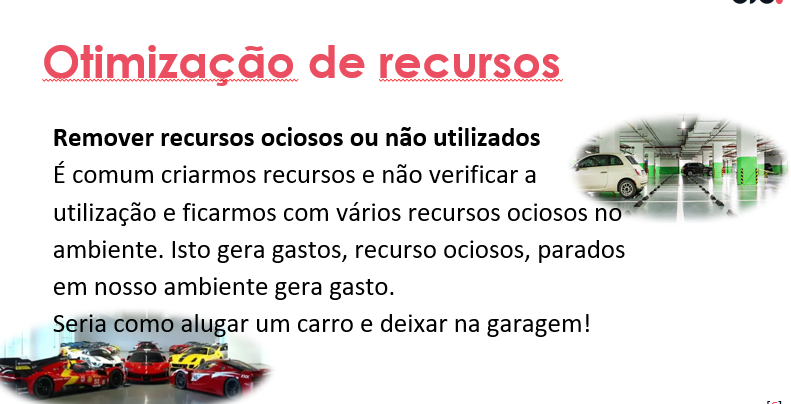 Otimização de recursos
Remover recursos ociosos ou não utilizados
É comum criarmos recursos e não verificar a
utilização e ficarmos com vários recursos ociosos no
ambiente. Isto gera gastos, recurso ociosos, parados
em nosso ambiente gera gasto.
Seria como alugar um carro e deixar na garagem!